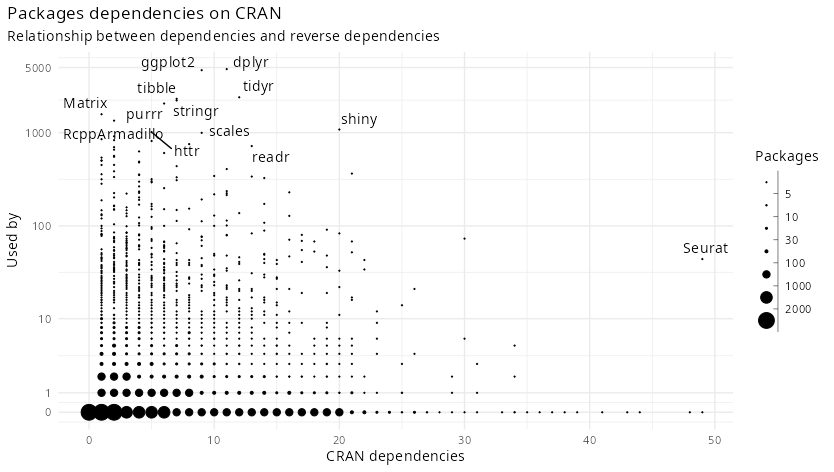 Packages dependencies on CRAN
Relationship between dependencies and reverse dependencies
5000
1000
100
10
1
0
Used by
ggplot2
dplyr
tibble
tidyr
Matrix
purrr
stringr
shiny
RcppArmadillo
scales
httr
readr
Seurat
0
10
20
30
40
50
CRAN dependencies
Packages
5
10
30
100
1000
2000